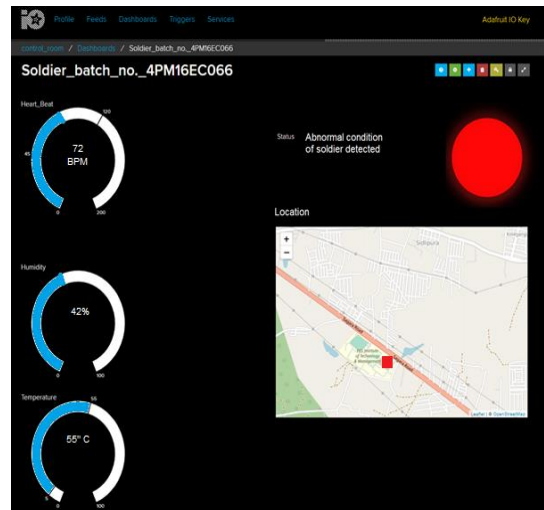 Profile Feeds Dashboards Triggers Services
Adafruit IO Key
control_room / Dashboards / Soldier_batch_no._4PM16EC066
Soldier_batch_no._4PM16EC066
Heart_Beat
120
45
72
BPM
0 200
Status
Abnormal condition
of soldier detected
Location
+
−
Sidlipura
Humidity
42%
0 100
Temperature
55
55° C
5
0 100
Leaflet | © OpenStreetMap